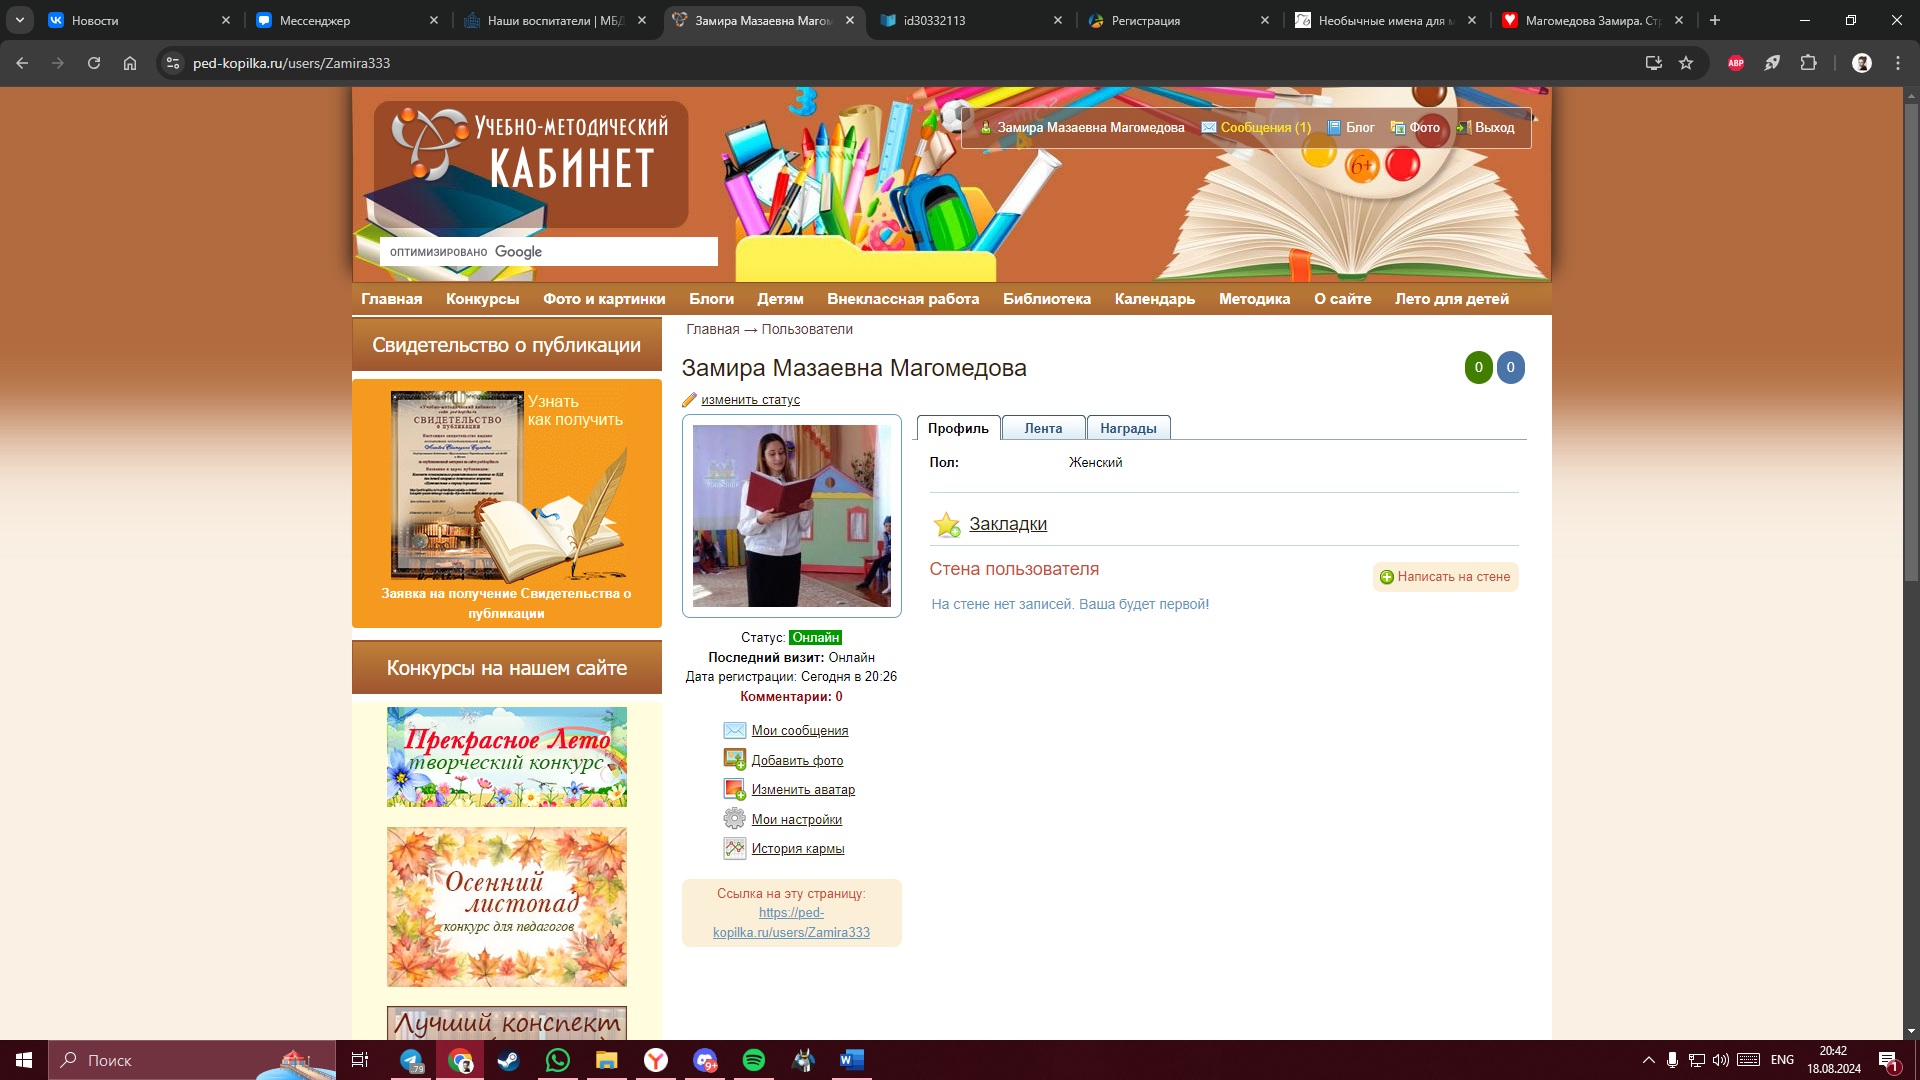 Новости
Мессенджер
Наши воспитатели | МБД
Замира Мазаевна Магом
id30332113
Регистрация
Необычные имена для м
Магомедова Замира. Ст
ped-kopilka.ru/users/Zamira333
ABP
Учебно-методический
КАБИНЕТ
Замира Мазаевна Магомедова
Сообщения (1)
Блог
Фото
Выход
6+
ОПТИМИЗИРОВАНО Google
Главная
Конкурсы
Фото и картинки
Блоги
Детям
Внеклассная работа
Библиотека
Календарь
Методика
О сайте
Лето для детей
Свидетельство о публикации
Узнать
как получить
СВИДЕТЕЛЬСТВО
о публикации
Заявка на получение Свидетельства о
публикации
Конкурсы на нашем сайте
Прекрасное Лето
творческий конкурс
Осенний
листопад
конкурс для педагогов
Лучший конспект
Главная → Пользователи
Замира Мазаевна Магомедова
0
0
изменить статус
Статус: Онлайн
Последний визит: Онлайн
Дата регистрации: Сегодня в 20:26
Комментарии: 0
Мои сообщения
Добавить фото
Изменить аватар
Мои настройки
История кармы
Ссылка на эту страницу:
https://ped-
kopilka.ru/users/Zamira333
Профиль
Лента
Награды
Пол:
Женский
Закладки
Стена пользователя
Написать на стене
На стене нет записей. Ваша будет первой!
Поиск
79
9+
ENG
20:42
18.08.2024
1